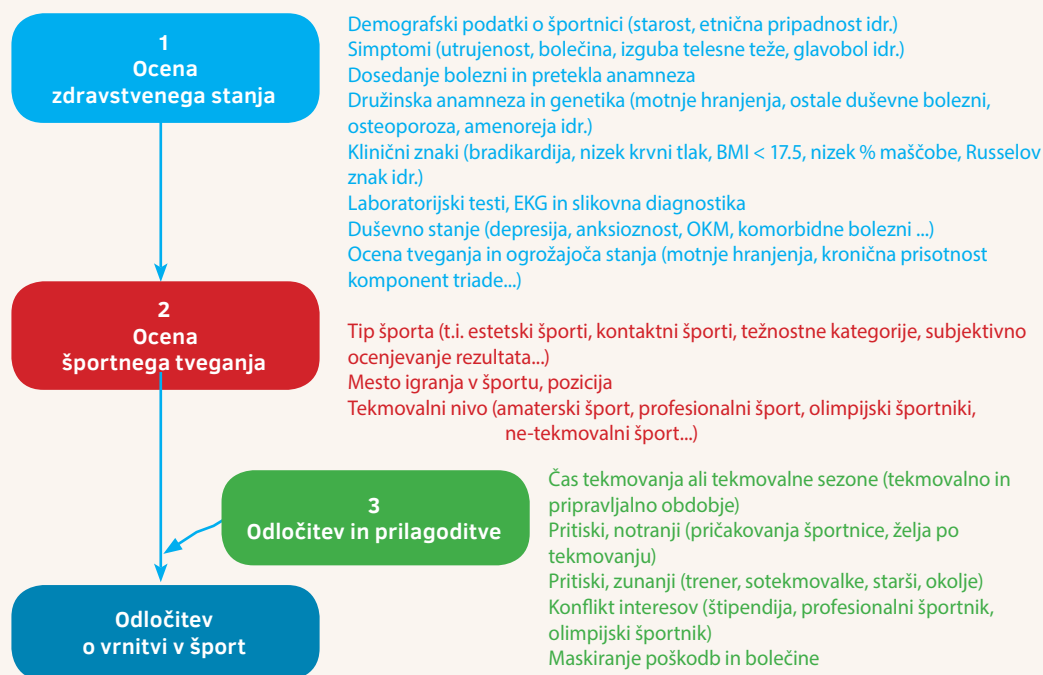 1
Ocena
zdravstvenega stanja
Demografski podatki o športnici (starost, etnična pripadnost idr.)
Simptomi (utrujenost, bolečina, izguba telesne teže, glavobol idr.)
Dosedanje bolezni in pretekla anamneza
Družinska anamneza in genetika (motnje hranjenja, ostale duševne bolezni,
osteoporoza, amenoreja idr.)
Klinični znaki (bradikardija, nizek krvni tlak, BMI < 17.5, nizek % maščobe, Russelov
znak idr.)
Laboratorijski testi, EKG in slikovna diagnostika
Duševno stanje (depresija, anksioznost, OKM, komorbidne bolezni ...)
Ocena tveganja in ogrožajoča stanja (motnje hranjenja, kronična prisotnost
komponent triade...)
2
Ocena
športnega tveganja
Tip športa (t.i. estetski športi, kontaktni športi, težnostne kategorije, subjektivno
ocenjevanje rezultata...)
Mesto igranja v športu, pozicija
Tekmovalni nivo (amaterski šport, profesionalni šport, olimpijski športniki,
ne-tekmovalni šport...)
3
Odločitev in prilagoditve
Čas tekmovanja ali tekmovalne sezone (tekmovalno in
pripravljalno obdobje)
Pritiski, notranji (pričakovanja športnice, želja po
tekmovanju)
Pritiski, zunanji (trener, sotekmovalke, starši, okolje)
Konflikt interesov (štipendija, profesionalni športnik,
olimpijski športnik)
Maskiranje poškodb in bolečine
Odločitev
o vrnitvi v šport